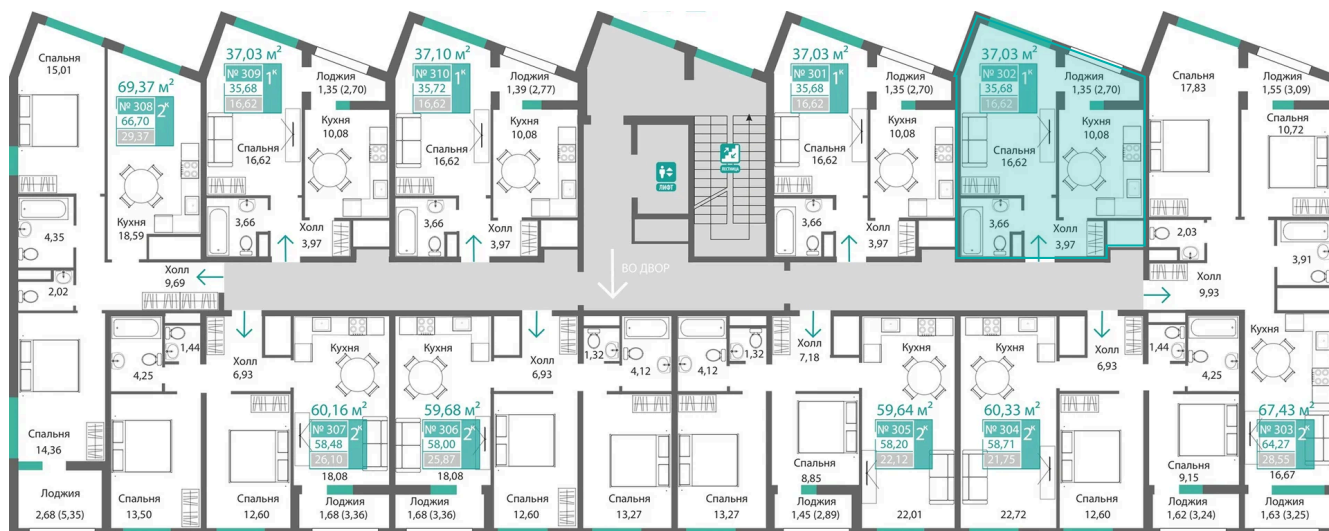 Спальня
15,01
69,37 м²
№ 308
66,70
29,37
2к
Кухня
18,59
4,35
2,02
Холл
9,69
Спальня
14,36
Лоджия
2,68 (5,35)
37,03 м²
№ 309
35,68
16,62
1к
Лоджия
1,35 (2,70)
Кухня
10,08
Спальня
16,62
3,66
Холл
3,97
37,10 м²
№ 310
35,72
16,62
1к
Лоджия
1,39 (2,77)
Кухня
10,08
Спальня
16,62
3,66
Холл
3,97
ЛИФТ
ЛЕСТНИЦА
ВО ДВОР
37,03 м²
№ 301
35,68
16,62
1к
Лоджия
1,35 (2,70)
Кухня
10,08
Спальня
16,62
3,66
Холл
3,97
37,03 м²
№ 302
35,68
16,62
1к
Лоджия
1,35 (2,70)
Кухня
10,08
Спальня
16,62
3,66
Холл
3,97
Спальня
17,83
Лоджия
1,55 (3,09)
Спальня
10,72
2,03
3,91
Холл
9,93
4,25
1,44
Холл
6,93
Кухня
60,16 м²
№ 307
58,48
26,10
2к
18,08
Спальня
13,50
Спальня
12,60
Лоджия
1,68 (3,36)
Кухня
Холл
6,93
59,68 м²
№ 306
58,00
25,87
2к
18,08
Лоджия
1,68 (3,36)
Спальня
12,60
1,32
4,12
Спальня
13,27
4,12
1,32
Холл
7,18
Кухня
59,64 м²
№ 305
58,20
22,12
2к
Спальня
13,27
Спальня
8,85
Лоджия
1,45 (2,89)
22,01
Кухня
Холл
6,93
60,33 м²
№ 304
58,71
21,75
2к
22,72
Спальня
12,60
1,44
4,25
Спальня
9,15
Лоджия
1,62 (3,24)
Кухня
67,43 м²
№ 303
64,27
28,55
2к
16,67
Лоджия
1,63 (3,25)